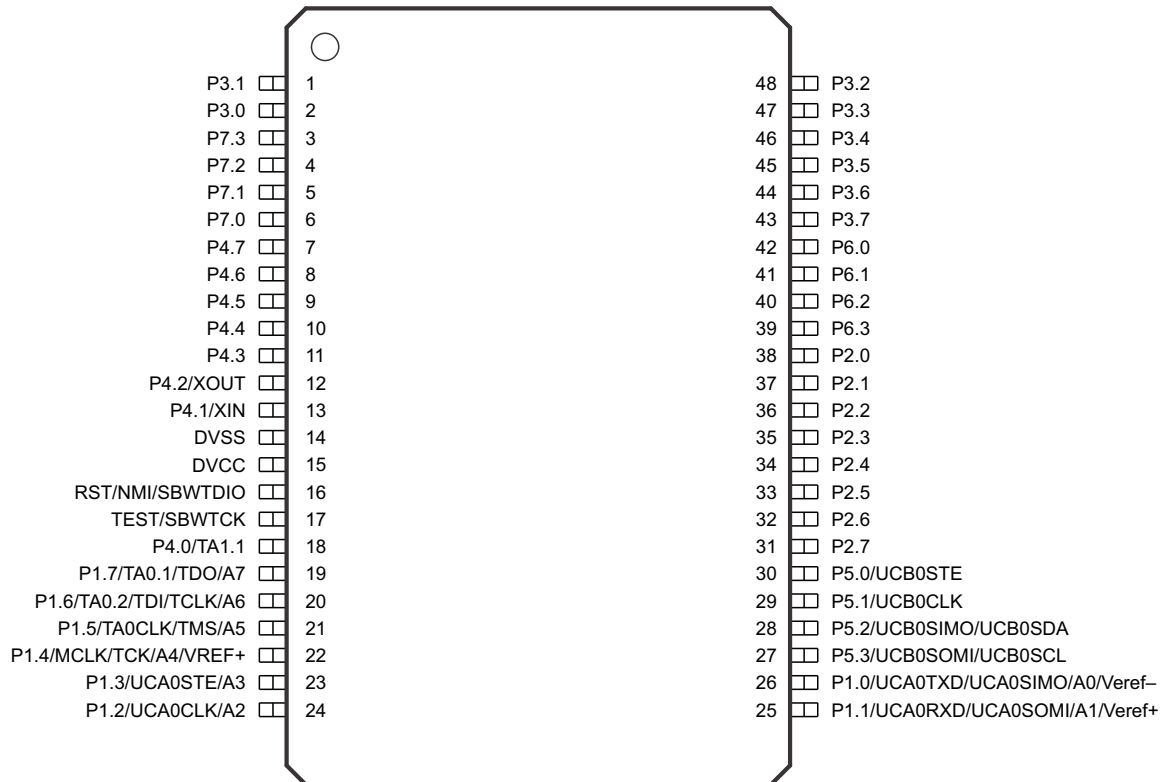 P3.1 1 48 P3.2
P3.0 2 47 P3.3
P7.3 3 46 P3.4
P7.2 4 45 P3.5
P7.1 5 44 P3.6
P7.0 6 43 P3.7
P4.7 7 42 P6.0
P4.6 8 41 P6.1
P4.5 9 40 P6.2
P4.4 10 39 P6.3
P4.3 11 38 P2.0
P4.2/XOUT 12 37 P2.1
P4.1/XIN 13 36 P2.2
DVSS 14 35 P2.3
DVCC 15 34 P2.4
RST/NMI/SBWTDIO 16 33 P2.5
TEST/SBWTCK 17 32 P2.6
P4.0/TA1.1 18 31 P2.7
P1.7/TA0.1/TDO/A7 19 30 P5.0/UCB0STE
P1.6/TA0.2/TDI/TCLK/A6 20 29 P5.1/UCB0CLK
P1.5/TA0CLK/TMS/A5 21 28 P5.2/UCB0SIMO/UCB0SDA
P1.4/MCLK/TCK/A4/VREF+ 22 27 P5.3/UCB0SOMI/UCB0SCL
P1.3/UCA0STE/A3 23 26 P1.0/UCA0TXD/UCA0SIMO/A0/Veref–
P1.2/UCA0CLK/A2 24 25 P1.1/UCA0RXD/UCA0SOMI/A1/Veref+